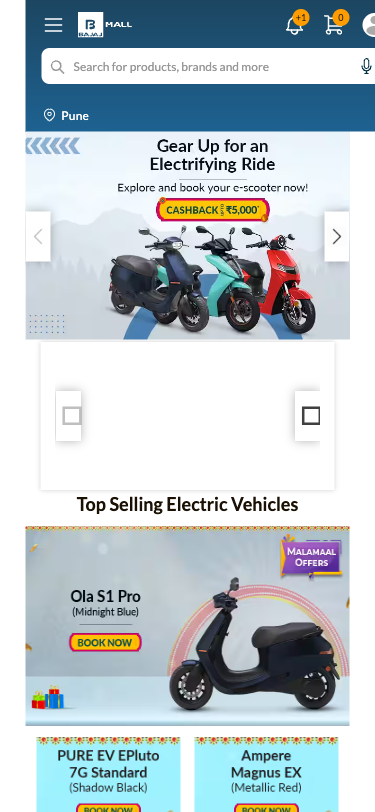 BAJAJ MALL
+1
0
Search for products, brands and more
Pune
Gear Up for an
Electrifying Ride
Explore and book your e-scooter now!
CASHBACK UPTO ₹5,000*
Top Selling Electric Vehicles
MALAMAAL
OFFERS
Ola S1 Pro
(Midnight Blue)
BOOK NOW
PURE EV EPluto
7G Standard
(Shadow Black)
BOOK NOW
Ampere
Magnus EX
(Metallic Red)
BOOK NOW